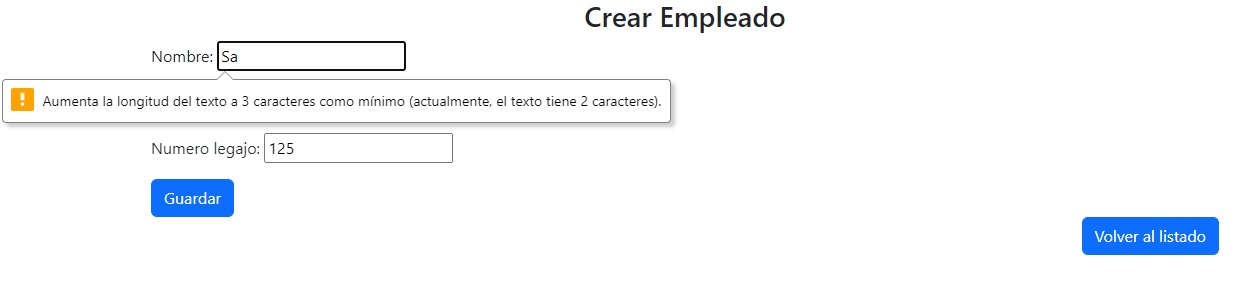 Crear Empleado
Nombre: Sa
Aumenta la longitud del texto a 3 caracteres como mínimo (actualmente, el texto tiene 2 caracteres).
Numero legajo: 125
Guardar
Volver al listado